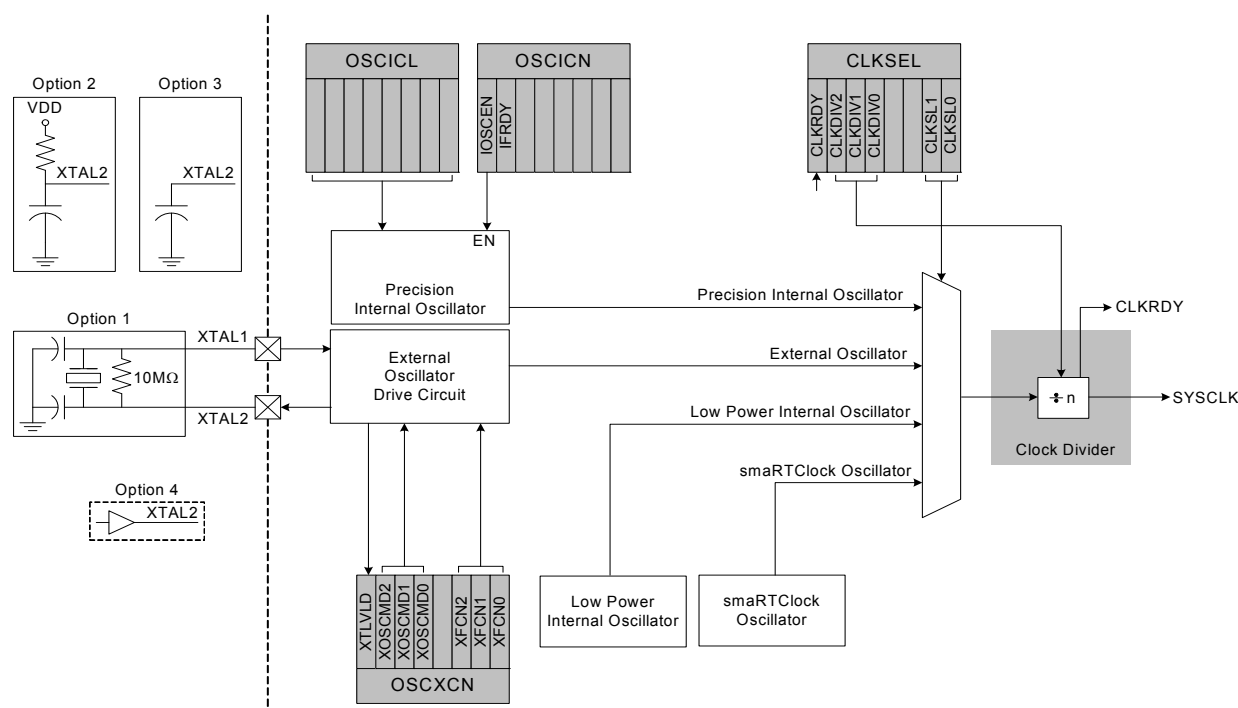 OSCICL
OSCICN
CLKSEL
IOSCEN
IFRDY
CLKRDY
CLKDIV2
CLKDIV1
CLKDIV0
CLKSL1
CLKSL0
Option 2
VDD
XTAL2
Option 3
XTAL2
EN
Precision
Internal Oscillator
Precision Internal Oscillator
CLKRDY
Option 1
XTAL1
10MΩ
XTAL2
External
Oscillator
Drive Circuit
External Oscillator
Low Power Internal Oscillator
smaRTClock Oscillator
÷ n
SYSCLK
Clock Divider
Option 4
XTAL2
XTLVLD
XOSCMD2
XOSCMD1
XOSCMD0
XFCN2
XFCN1
XFCN0
OSCXCN
Low Power
Internal Oscillator
smaRTClock
Oscillator